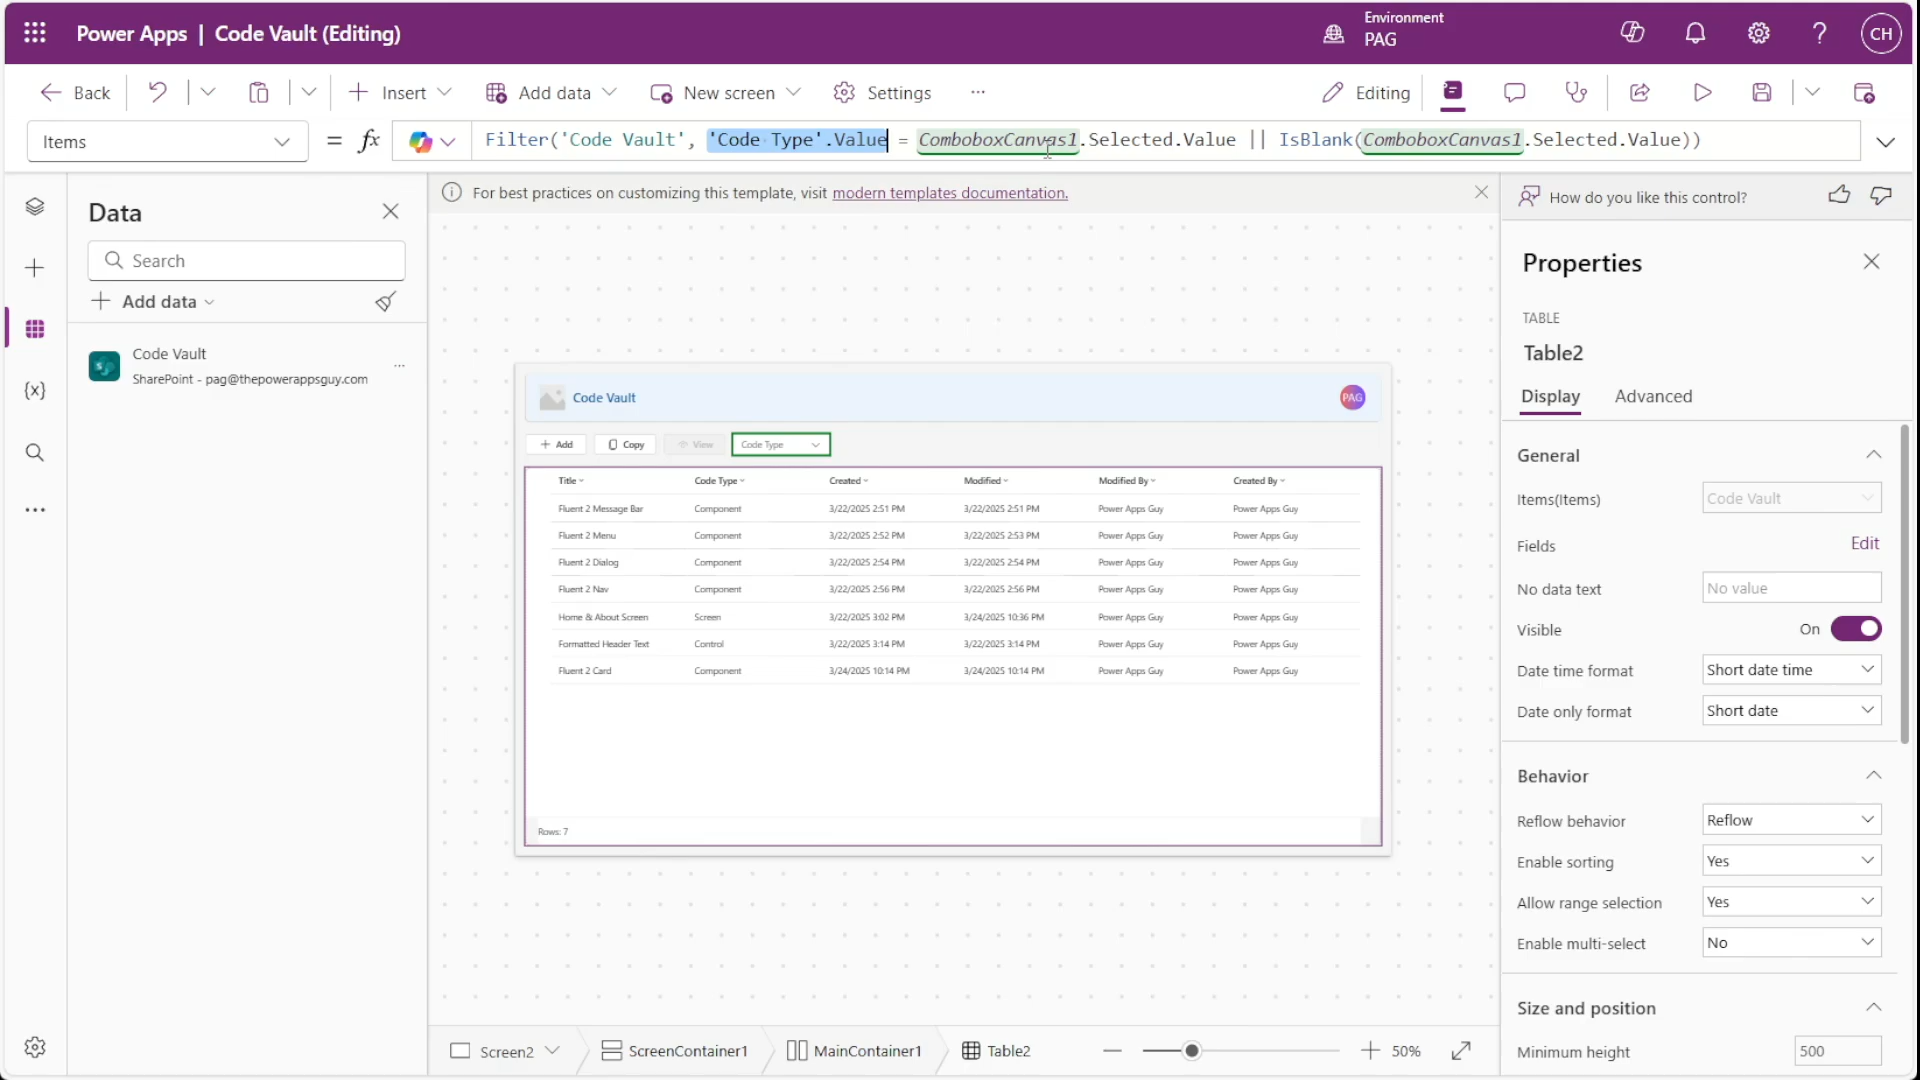 Power Apps | Code Vault (Editing)
Environment
PAG
CH
Back
Insert
Add data
New screen
Settings
Editing
Items
= fx
Filter('Code Vault', 'Code Type'.Value = ComboboxCanvas1.Selected.Value || IsBlank(ComboboxCanvas1.Selected.Value))
Data
Search
Add data
Code Vault
SharePoint - pag@thepowerappsguy.com
For best practices on customizing this template, visit modern templates documentation.
Code Vault
PAG
Add
Copy
View
Code Type
Title Code Type Created Modified Modified By Created By
Fluent 2 Message Bar Component 3/22/2025 2:51 PM 3/22/2025 2:51 PM Power Apps Guy Power Apps Guy
Fluent 2 Menu Component 3/22/2025 2:52 PM 3/22/2025 2:53 PM Power Apps Guy Power Apps Guy
Fluent 2 Dialog Component 3/22/2025 2:54 PM 3/22/2025 2:54 PM Power Apps Guy Power Apps Guy
Fluent 2 Nav Component 3/22/2025 2:56 PM 3/22/2025 2:56 PM Power Apps Guy Power Apps Guy
Home & About Screen Screen 3/22/2025 3:02 PM 3/24/2025 10:36 PM Power Apps Guy Power Apps Guy
Formatted Header Text Control 3/22/2025 3:14 PM 3/22/2025 3:14 PM Power Apps Guy Power Apps Guy
Fluent 2 Card Component 3/24/2025 10:14 PM 3/24/2025 10:14 PM Power Apps Guy Power Apps Guy
Rows: 7
Screen2
ScreenContainer1
MainContainer1
Table2
50%
How do you like this control?
Properties
TABLE
Table2
Display
Advanced
General
Items(Items) Code Vault
Fields Edit
No data text No value
Visible On
Date time format Short date time
Date only format Short date
Behavior
Reflow behavior Reflow
Enable sorting Yes
Allow range selection Yes
Enable multi-select No
Size and position
Minimum height 500